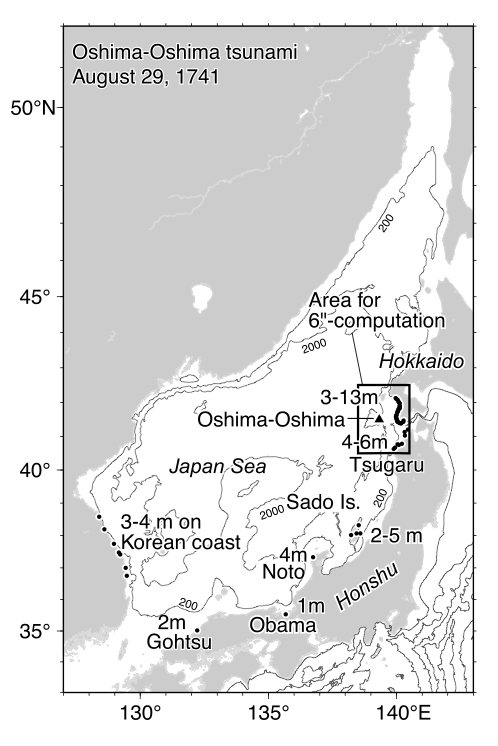 Oshima-Oshima tsunami
August 29, 1741
50°N
200
45°
Area for
6"-computation
2000
Hokkaido
3-13m
Oshima-Oshima
4-6m
Tsugaru
40°
Japan Sea
Sado Is.
200
2000
3-4 m on
Korean coast
2-5 m
4m
Noto
Honshu
200
1m
2m
Obama
Gohtsu
35°
130°
135°
140°E